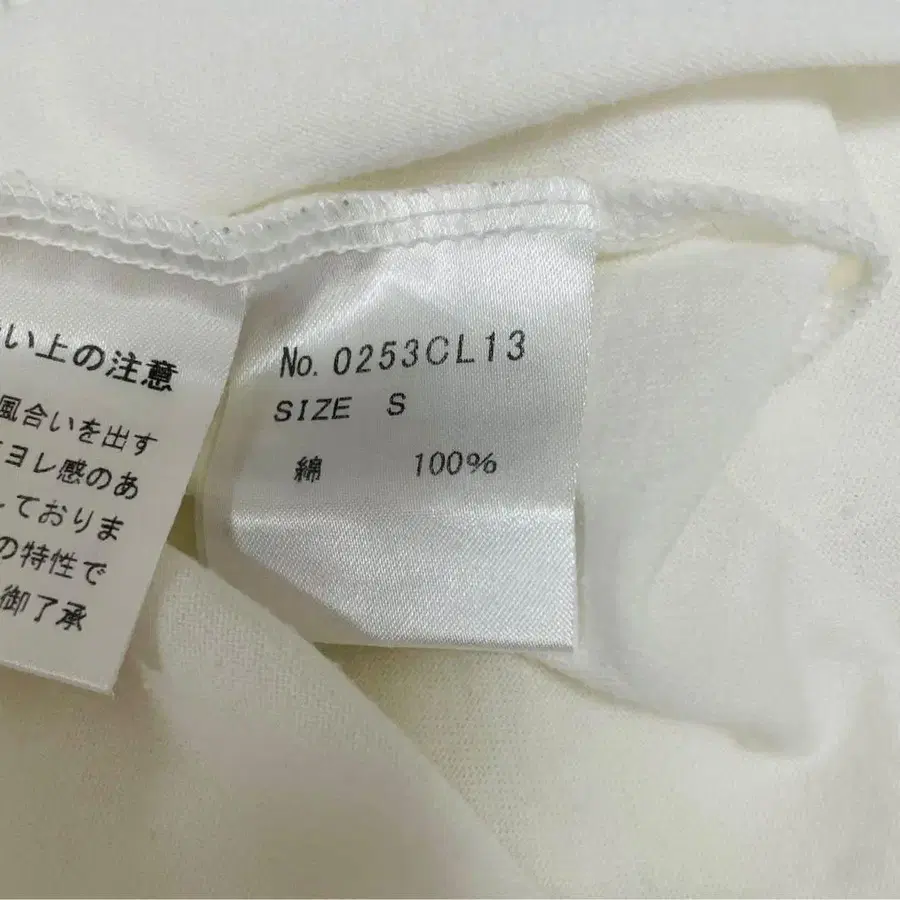 い上の注意
風合いを出す
ヨレ感のあ
しておりま
の特性で
御了承
No. 0253CL13
SIZE S
綿 100%